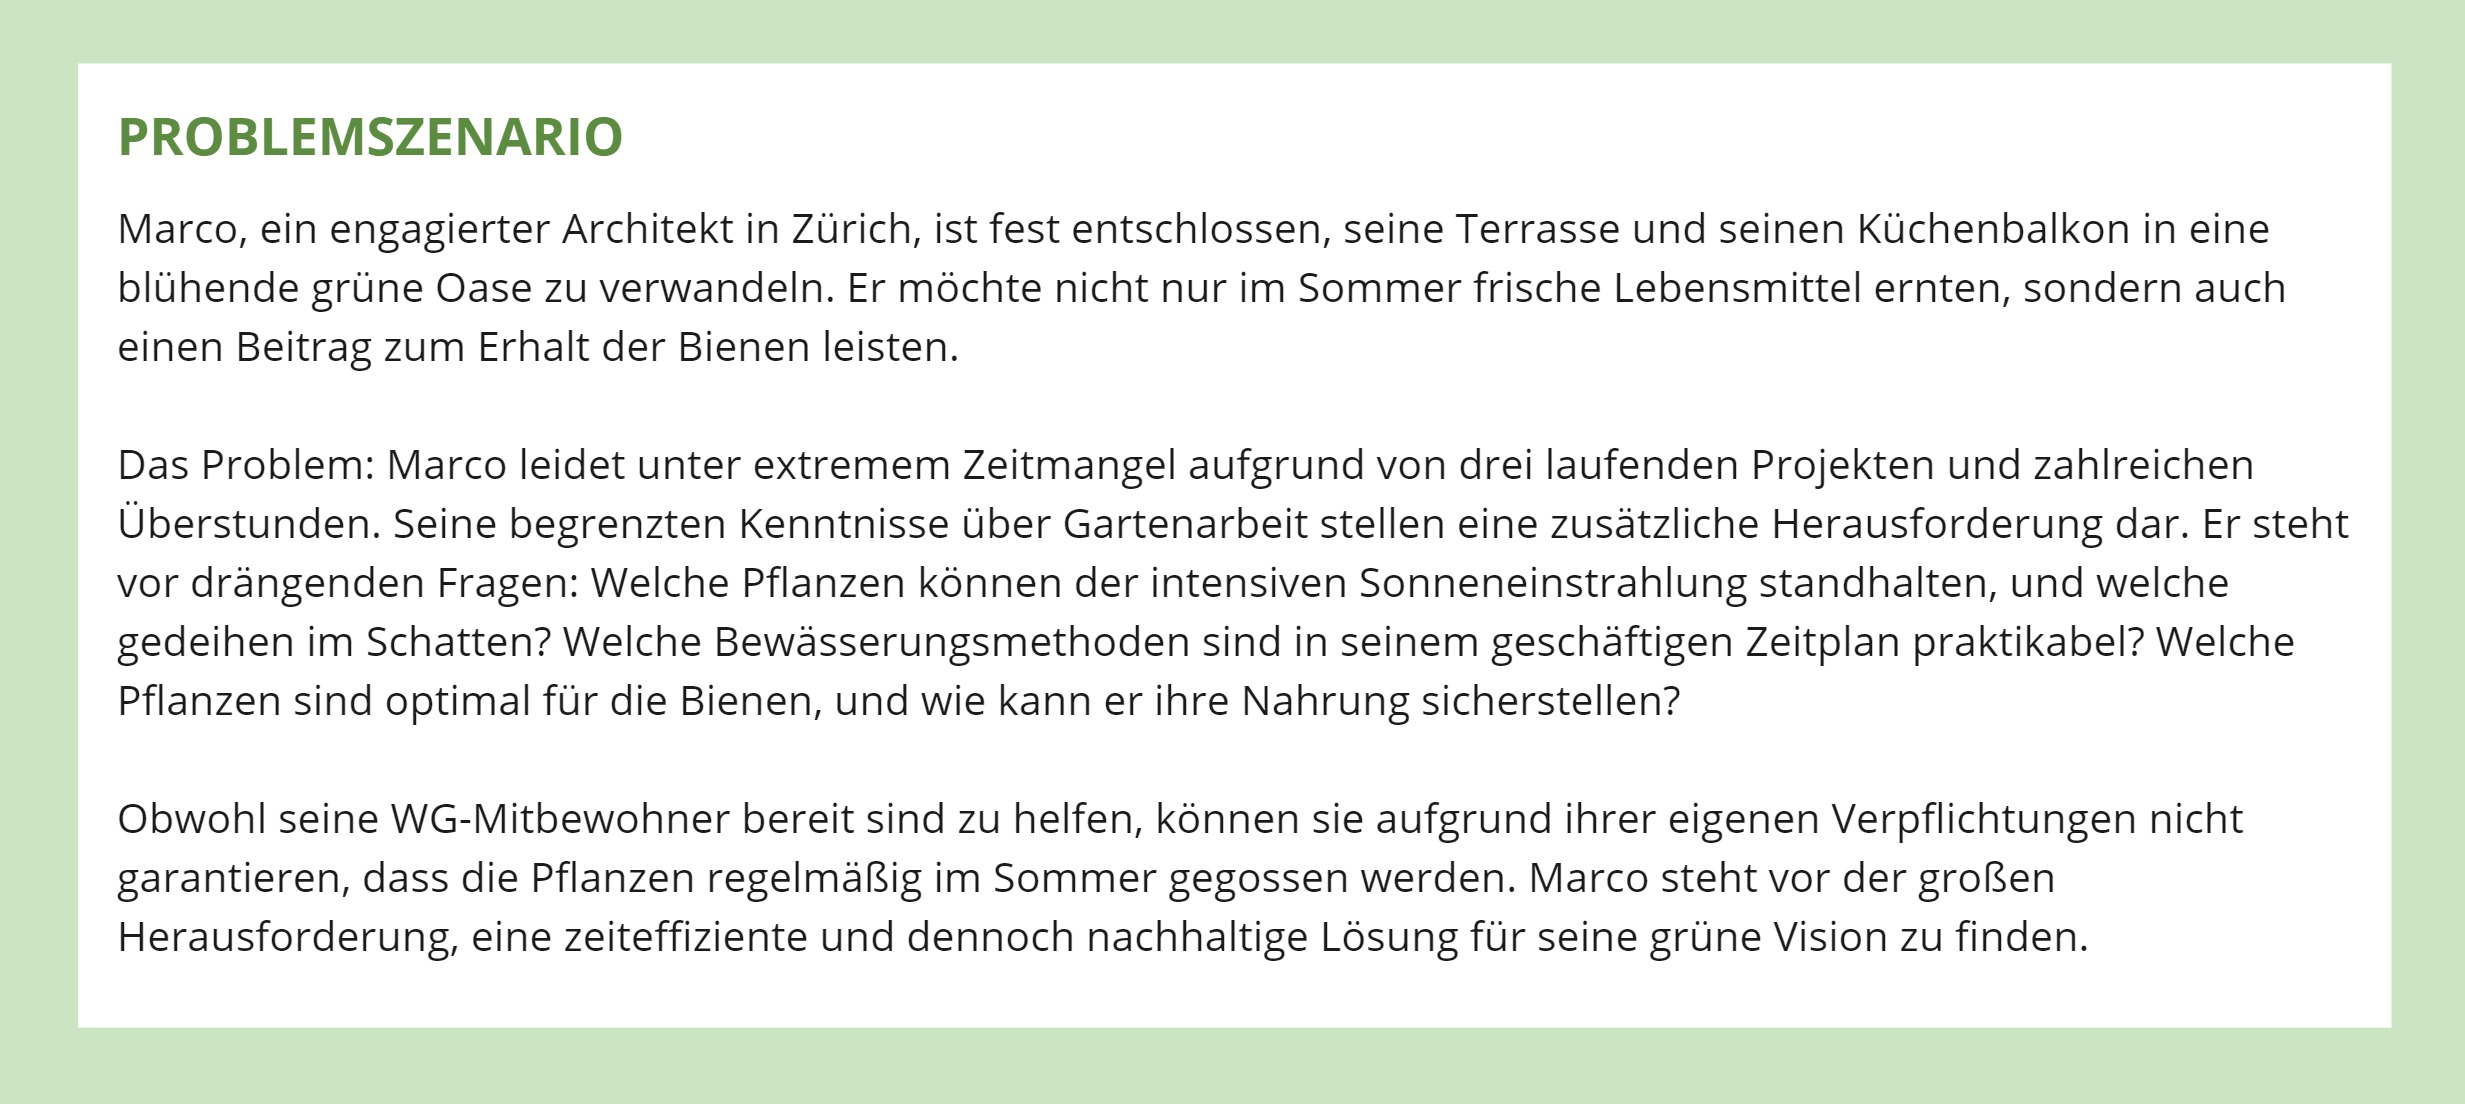 PROBLEMSZENARIO
Marco, ein engagierter Architekt in Zürich, ist fest entschlossen, seine Terrasse und seinen Küchenbalkon in eine
blühende grüne Oase zu verwandeln. Er möchte nicht nur im Sommer frische Lebensmittel ernten, sondern auch
einen Beitrag zum Erhalt der Bienen leisten.
Das Problem: Marco leidet unter extremem Zeitmangel aufgrund von drei laufenden Projekten und zahlreichen
Überstunden. Seine begrenzten Kenntnisse über Gartenarbeit stellen eine zusätzliche Herausforderung dar. Er steht
vor drängenden Fragen: Welche Pflanzen können der intensiven Sonneneinstrahlung standhalten, und welche
gedeihen im Schatten? Welche Bewässerungsmethoden sind in seinem geschäftigen Zeitplan praktikabel? Welche
Pflanzen sind optimal für die Bienen, und wie kann er ihre Nahrung sicherstellen?
Obwohl seine WG-Mitbewohner bereit sind zu helfen, können sie aufgrund ihrer eigenen Verpflichtungen nicht
garantieren, dass die Pflanzen regelmäßig im Sommer gegossen werden. Marco steht vor der großen
Herausforderung, eine zeiteffiziente und dennoch nachhaltige Lösung für seine grüne Vision zu finden.